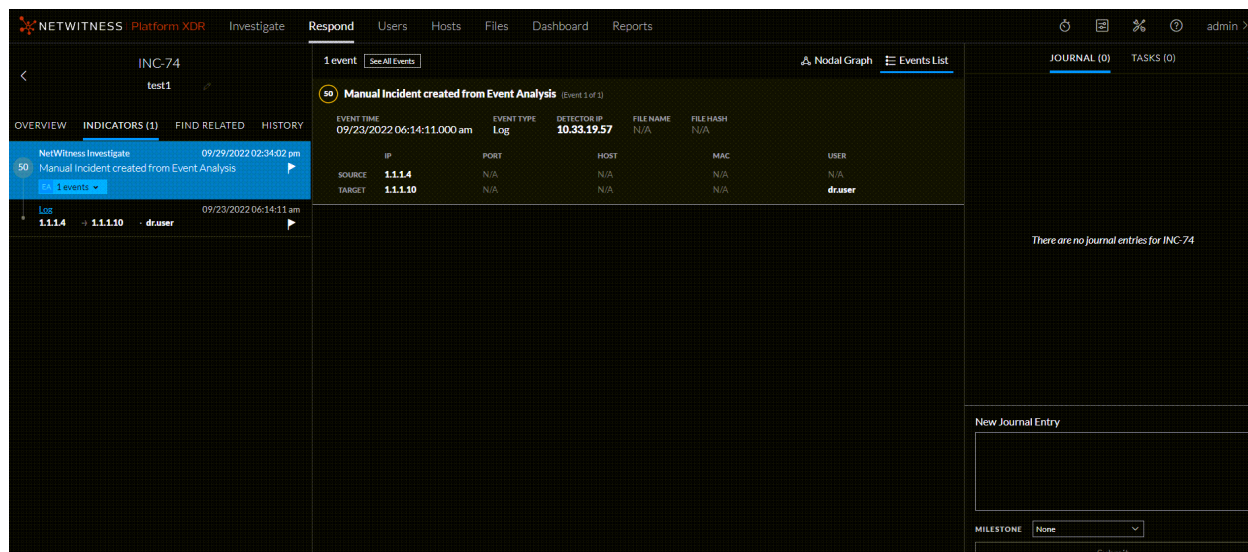 NETWITNESS Platform XDR Investigate Respond Users Hosts Files Dashboard Reports admin
INC-74
test1
OVERVIEW INDICATORS (1) FIND RELATED HISTORY
50 NetWitness Investigate 09/29/2022 02:34:02 pm
Manual Incident created from Event Analysis
EA 1 events
Log 09/23/2022 06:14:11 am
1.1.1.4 → 1.1.1.10 - dr.user
1 event See All Events Nodal Graph Events List
50 Manual Incident created from Event Analysis (Event 1 of 1)
EVENT TIME EVENT TYPE DETECTOR IP FILE NAME FILE HASH
09/23/2022 06:14:11.000 am Log 10.33.19.57 N/A N/A
IP PORT HOST MAC USER
SOURCE 1.1.1.4 N/A N/A N/A N/A
TARGET 1.1.1.10 N/A N/A N/A dr.user
JOURNAL (0) TASKS (0)
There are no journal entries for INC-74
New Journal Entry
MILESTONE None